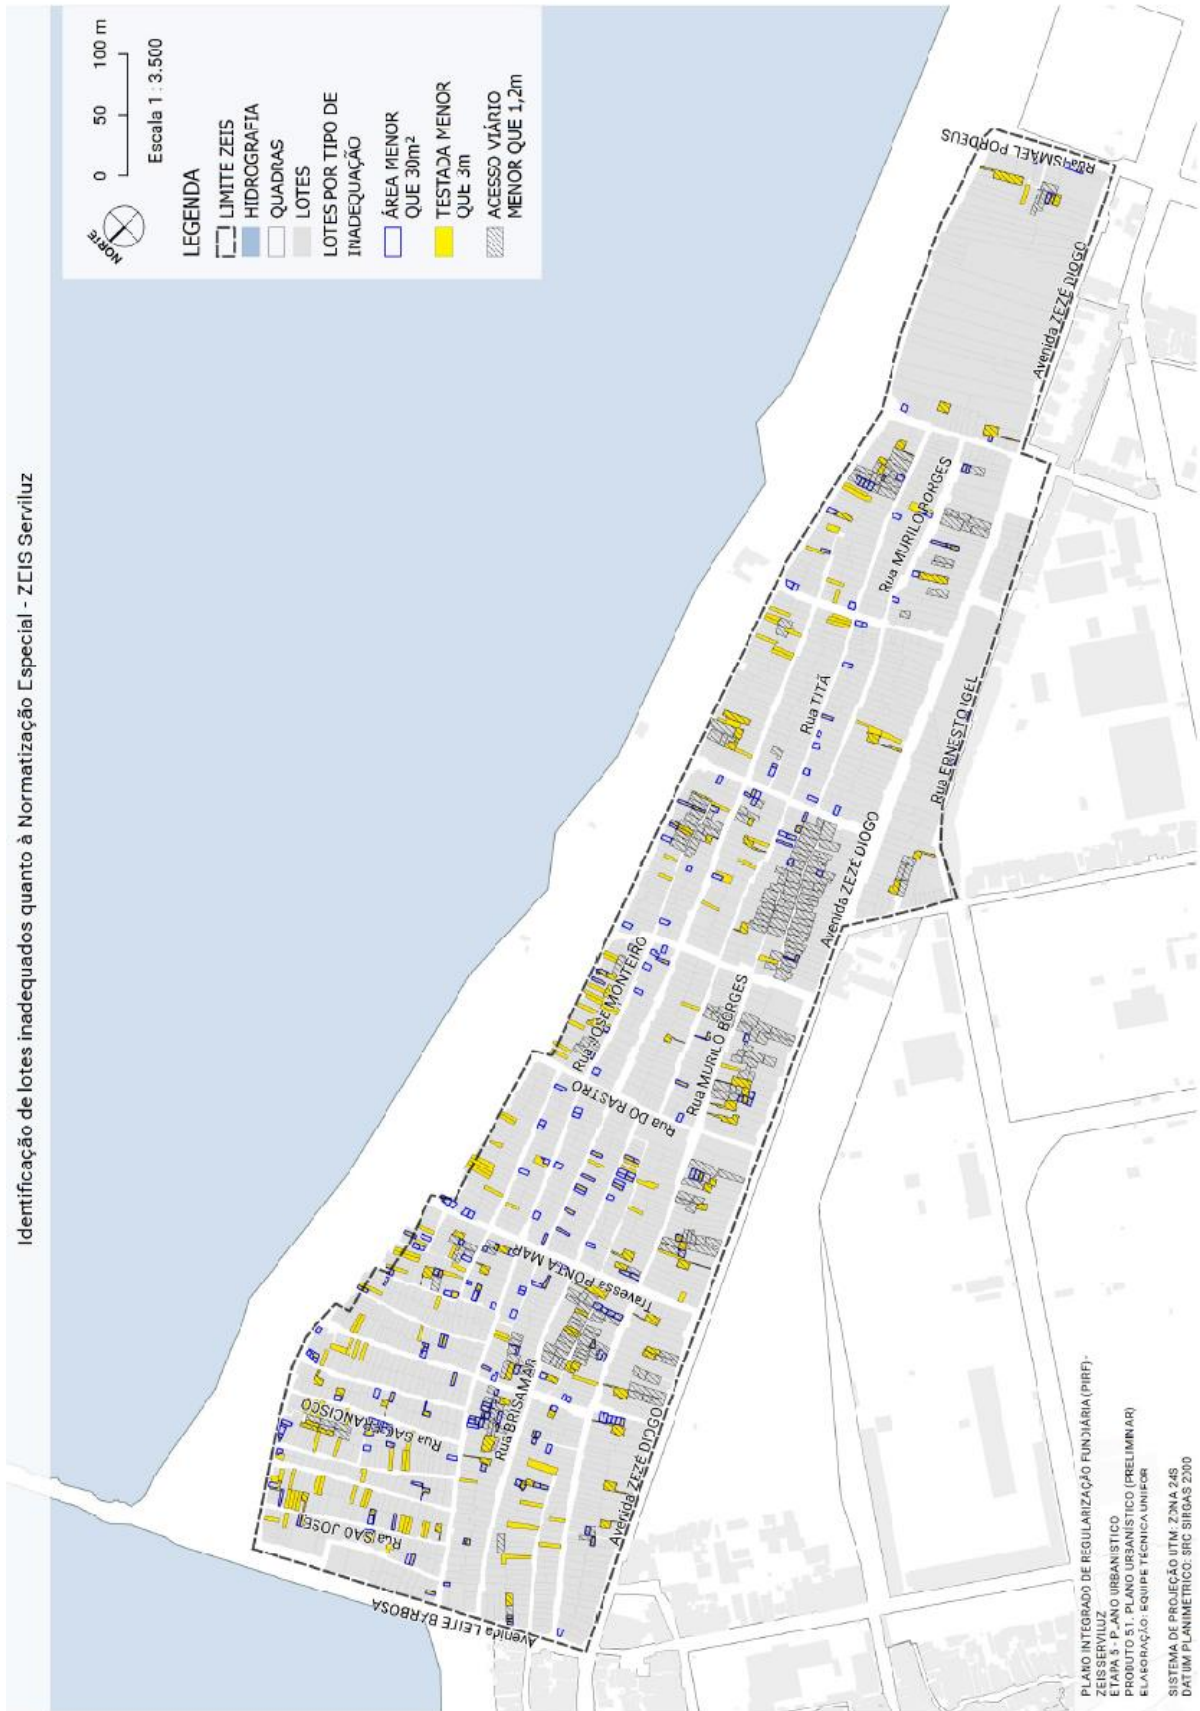 Identificação de lotes inadequados quanto à Normatização Especial - ZEIS Serviluz
NORTE
0 50 100 m
Escala 1 : 3.500
LEGENDA
LIMITE ZEIS
HIDROGRAFIA
QUADRAS
LOTES
LOTES POR TIPO DE
INADEQUAÇÃO
ÁREA MENOR
QUE 30m²
TESTADA MENOR
QUE 3m
ACESSO VIÁRIO
MENOR QUE 1,2m
Rua ISMAEL PORDEUS
Avenida ZEZÉ DIOGO
Rua MURILO BORGES
Rua TITÃ
Rua ERNESTO IGEL
Avenida ZEZÉ DIOGO
Rua JOSÉ MONTEIRO
Rua MURILO BORGES
Rua DO RASTRO
Travessa PONTA MAR
Rua BRISAMAR
Rua SÃO FRANCISCO
Rua SÃO JOSÉ
Avenida ZEZÉ DIOGO
Avenida LEITE BARBOSA
PLANO INTEGRADO DE REGULARIZAÇÃO FUNDIÁRIA (PIRF)-
ZEIS SERVILUZ
ETAPA 5 - PLANO URBANÍSTICO
PRODUTO 5.1. PLANO URBANÍSTICO (PRELIMINAR)
ELABORAÇÃO: EQUIPE TÉCNICA UNIFOR
SISTEMA DE PROJEÇÃO UTM: ZONA 24S
DATUM PLANIMETRICO: SRC SIRGAS 2000